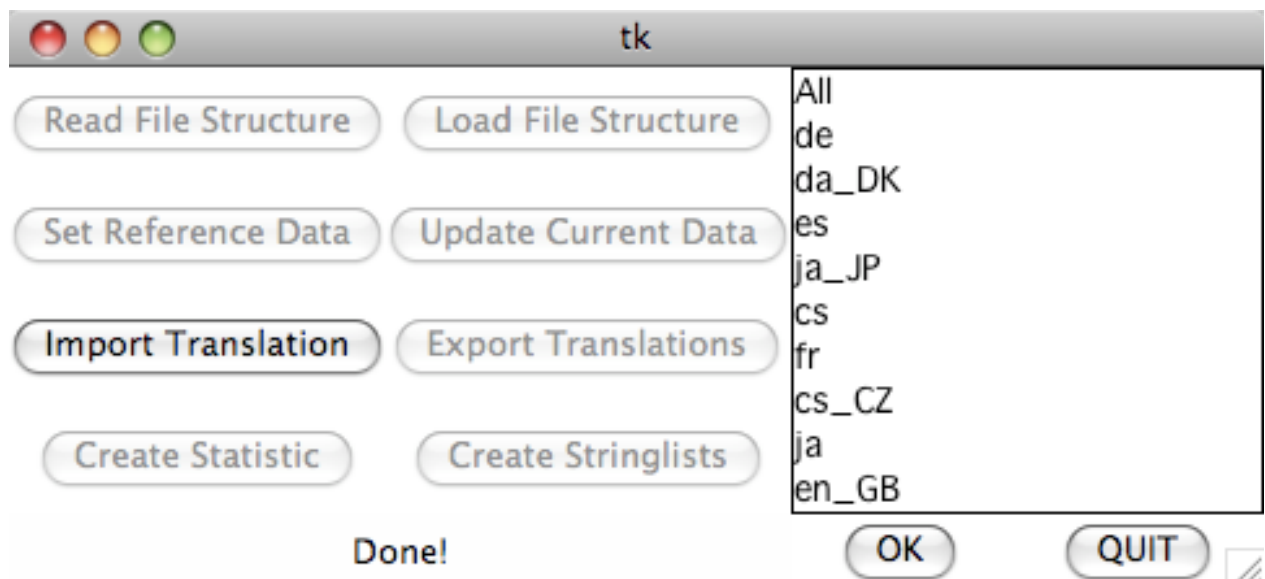 tk
Read File Structure
Load File Structure
Set Reference Data
Update Current Data
Import Translation
Export Translations
Create Statistic
Create Stringlists
Done!
All
de
da_DK
es
ja_JP
cs
fr
cs_CZ
ja
en_GB
OK
QUIT